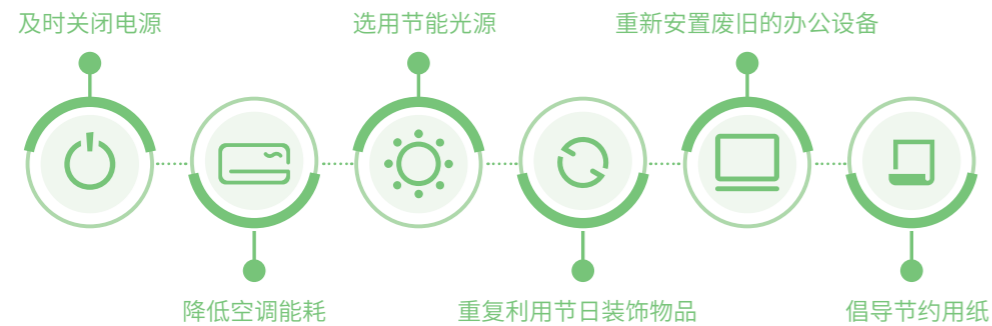 及时关闭电源
选用节能光源
重新安置废旧的办公设备
降低空调能耗
重复利用节日装饰物品
倡导节约用纸